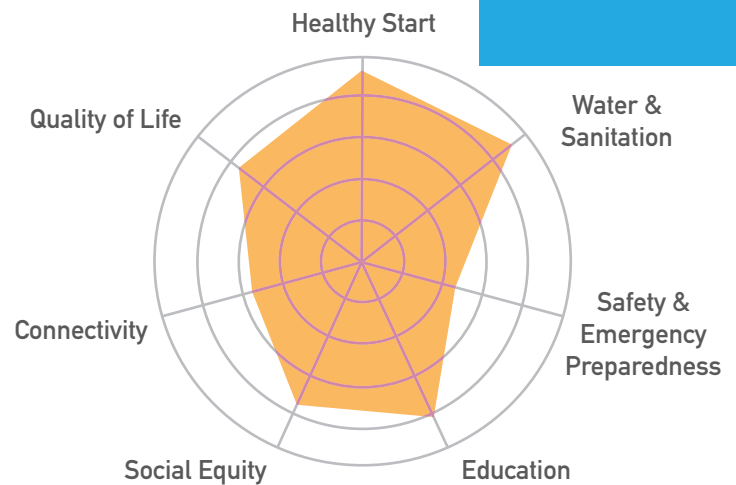 Healthy Start
Water &
Sanitation
Safety &
Emergency
Preparedness
Education
Social Equity
Connectivity
Quality of Life